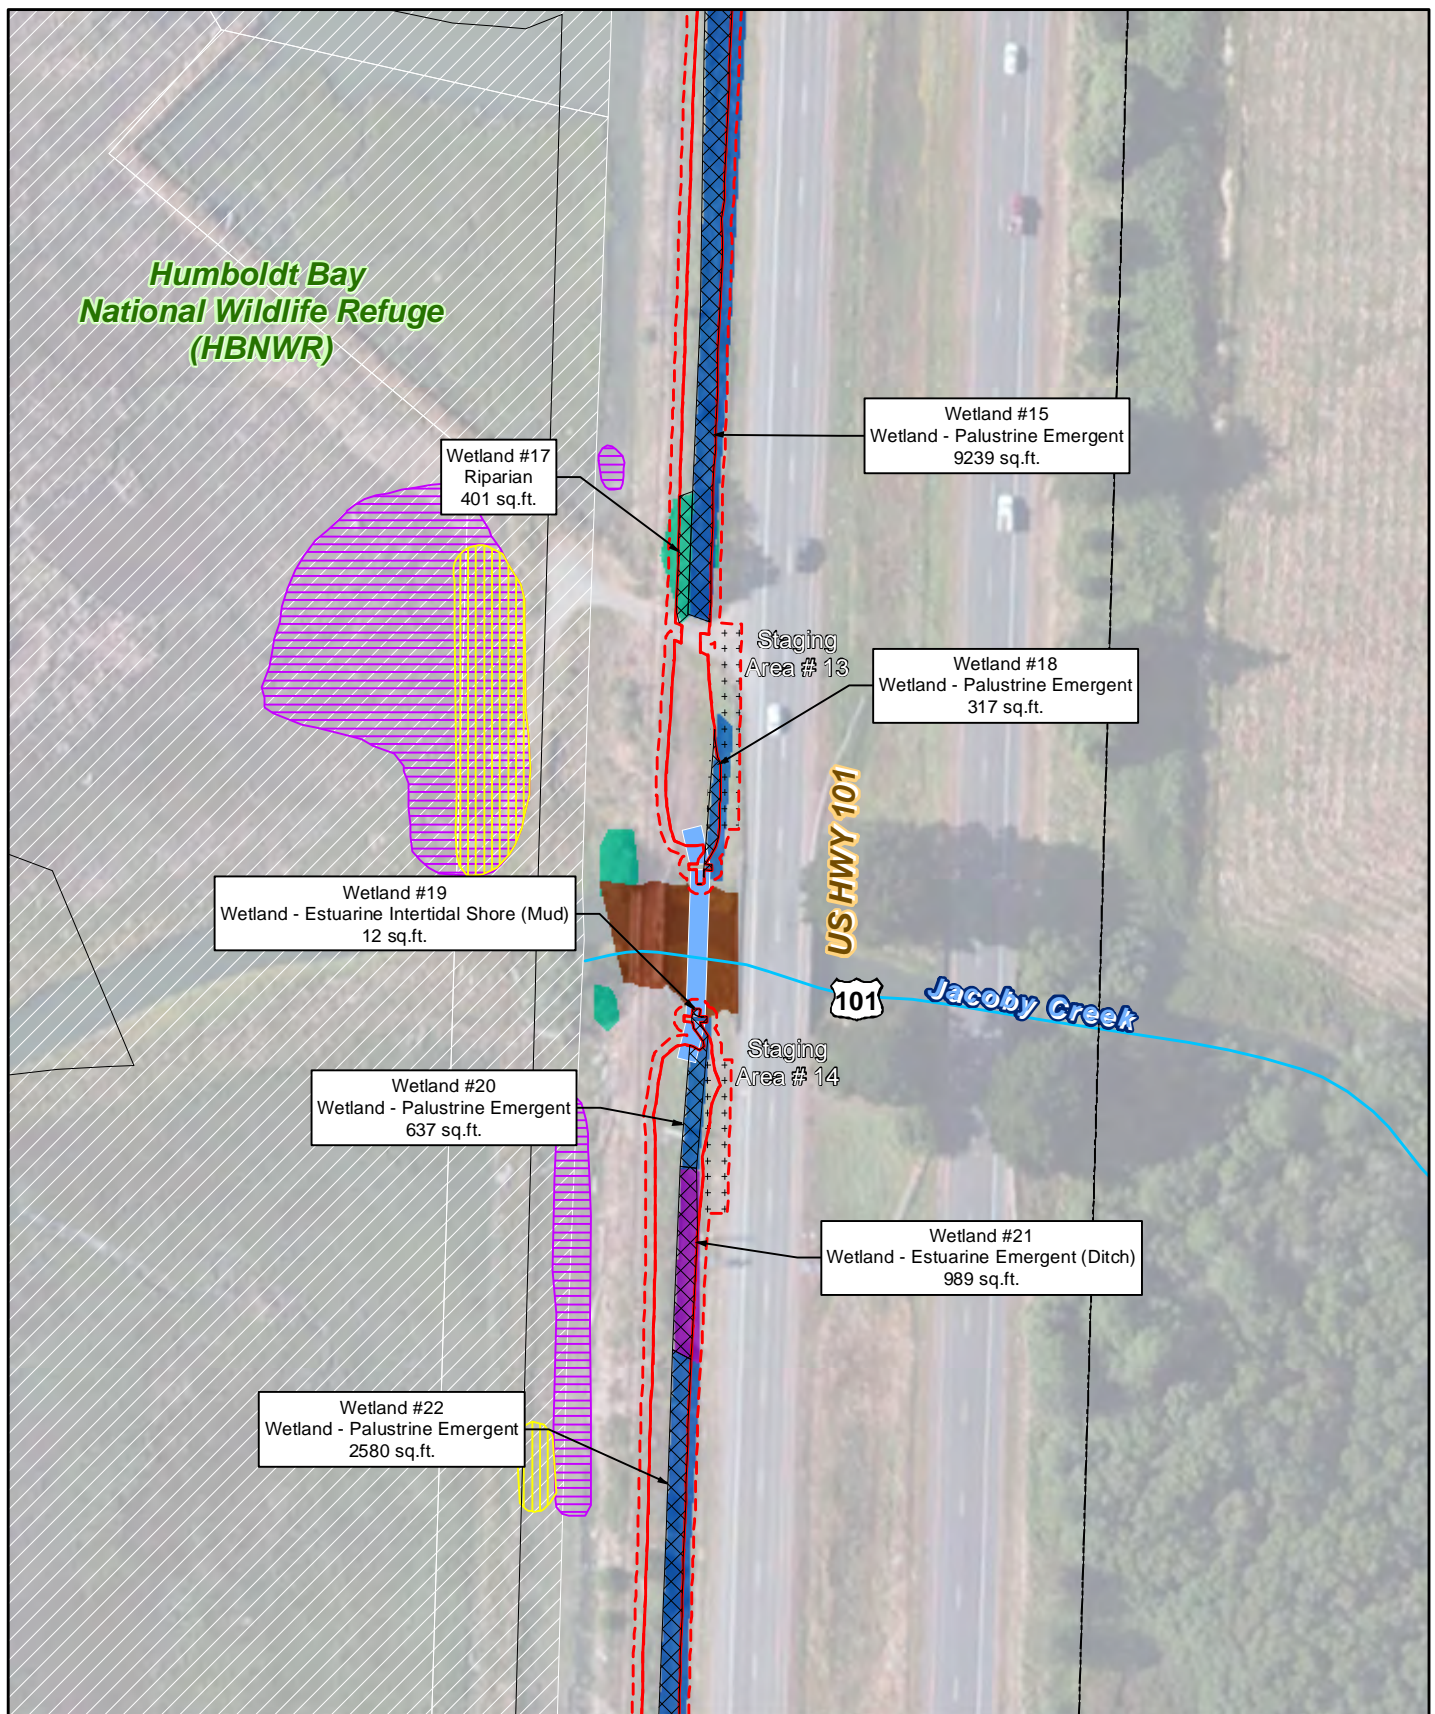 Humboldt Bay
National Wildlife Refuge
(HBNWR)
Wetland #15
Wetland - Palustrine Emergent
9239 sq.ft.
Wetland #17
Riparian
401 sq.ft.
Staging
Area # 13
Wetland #18
Wetland - Palustrine Emergent
317 sq.ft.
US HWY 101
Wetland #19
Wetland - Estuarine Intertidal Shore (Mud)
12 sq.ft.
101
Jacoby Creek
Staging
Area # 14
Wetland #20
Wetland - Palustrine Emergent
637 sq.ft.
Wetland #21
Wetland - Estuarine Emergent (Ditch)
989 sq.ft.
Wetland #22
Wetland - Palustrine Emergent
2580 sq.ft.